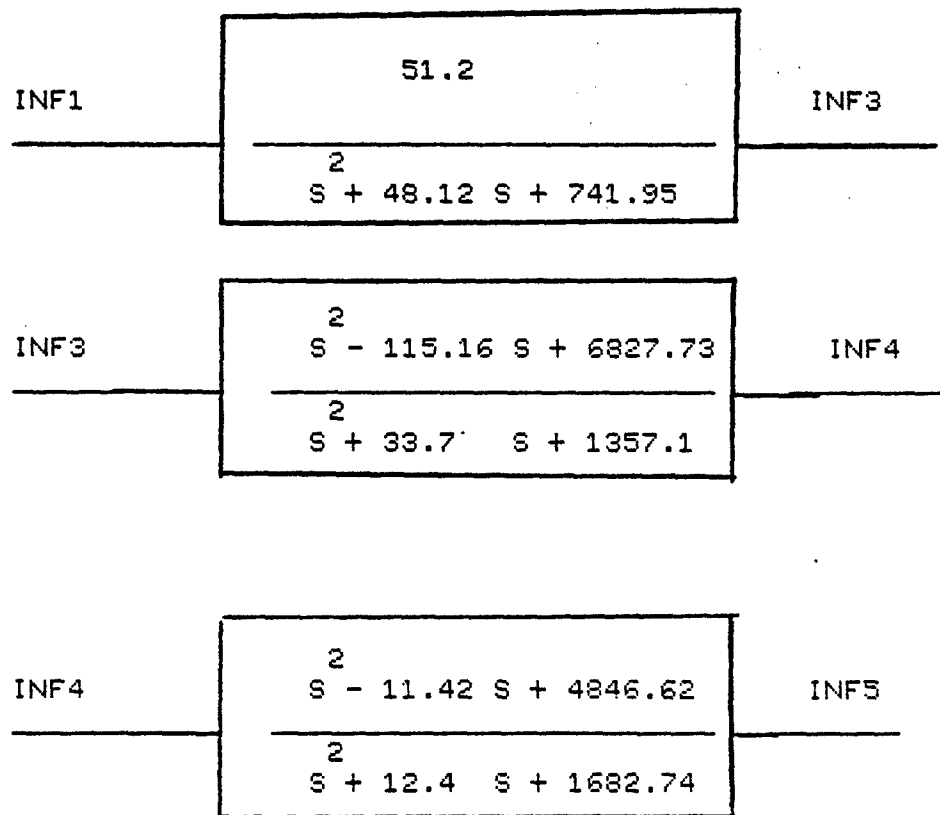 51.2
INF1
INF3
2
S + 48.12 S + 741.95
2
S - 115.16 S + 6827.73
INF3
INF4
2
S + 33.7 S + 1357.1
2
S - 11.42 S + 4846.62
INF4
INF5
2
S + 12.4 S + 1682.74